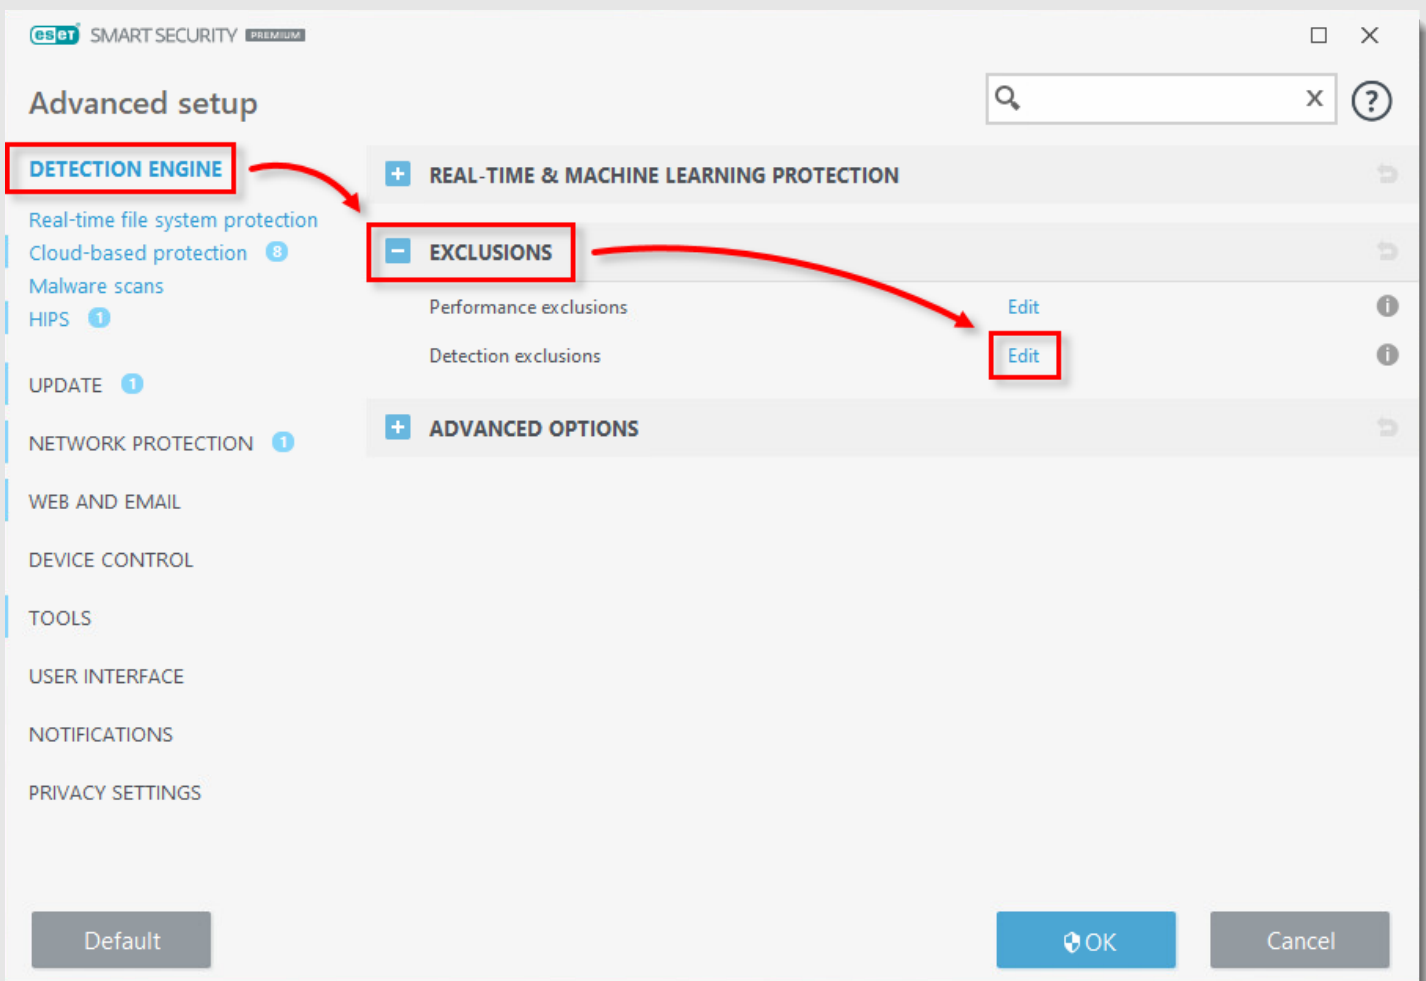 eset SMART SECURITY PREMIUM
Advanced setup
X
?
DETECTION ENGINE
Real-time file system protection
Cloud-based protection 8
Malware scans
HIPS 1
UPDATE 1
NETWORK PROTECTION 1
WEB AND EMAIL
DEVICE CONTROL
TOOLS
USER INTERFACE
NOTIFICATIONS
PRIVACY SETTINGS
REAL-TIME & MACHINE LEARNING PROTECTION
EXCLUSIONS
Performance exclusions Edit
Detection exclusions Edit
ADVANCED OPTIONS
Default
OK
Cancel